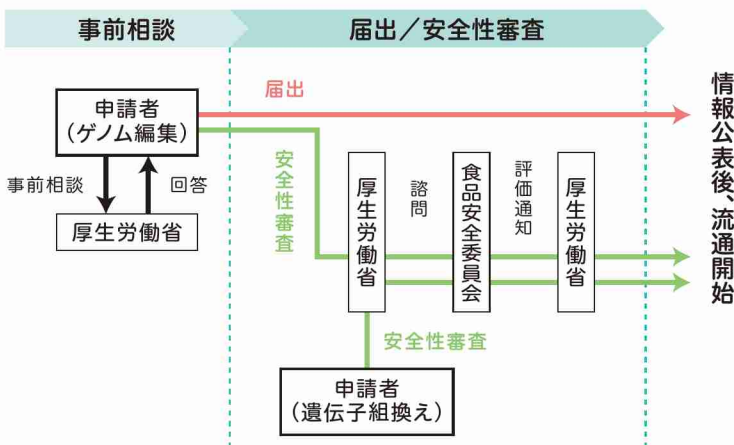 事前相談
届出／安全性審査
届出
申請者
（ゲノム編集）
事前相談
回答
厚生労働省
安全性審査
厚生労働省
諮問
食品安全委員会
評価通知
厚生労働省
情報公表後、流通開始
安全性審査
申請者
（遺伝子組換え）